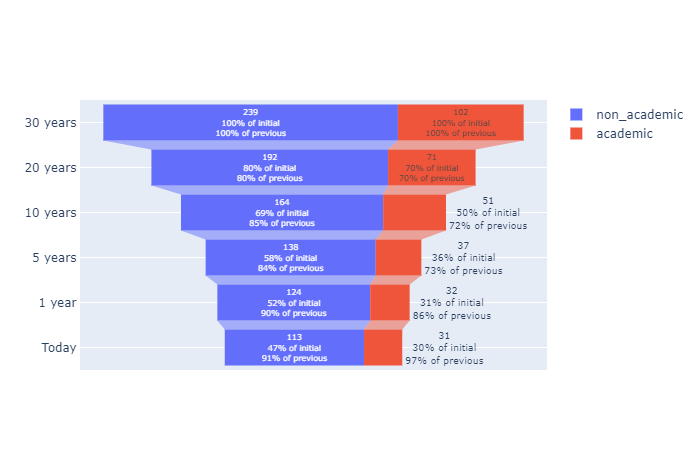 non_academic
academic
30 years
239
100% of initial
100% of previous
102
100% of initial
100% of previous
20 years
192
80% of initial
80% of previous
71
70% of initial
70% of previous
10 years
164
69% of initial
85% of previous
51
50% of initial
72% of previous
5 years
138
58% of initial
84% of previous
37
36% of initial
73% of previous
1 year
124
52% of initial
90% of previous
32
31% of initial
86% of previous
Today
113
47% of initial
91% of previous
31
30% of initial
97% of previous